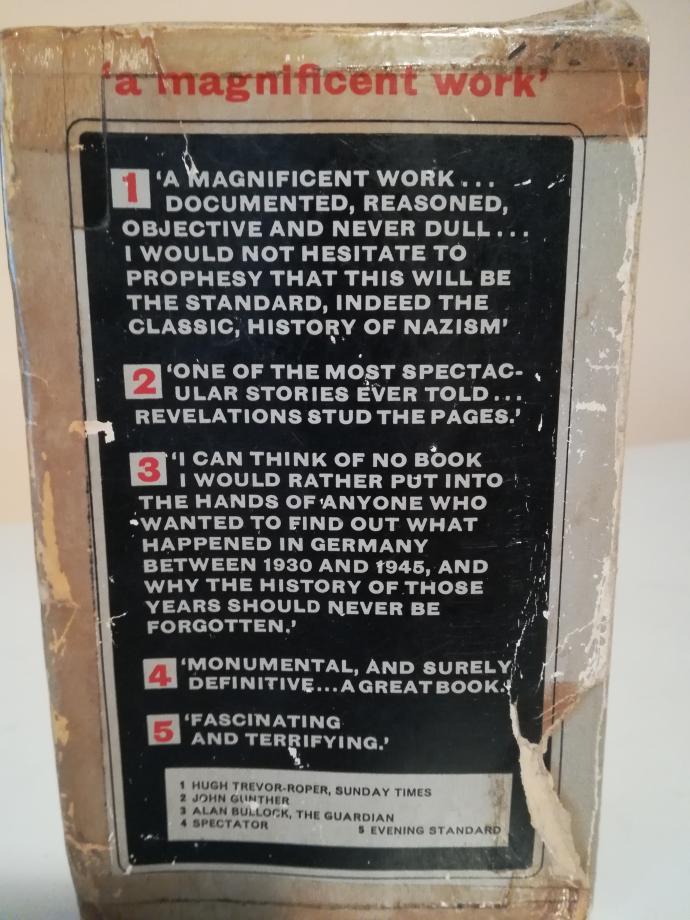 'a magnificent work'
1 'A MAGNIFICENT WORK...
DOCUMENTED, REASONED,
OBJECTIVE AND NEVER DULL...
I WOULD NOT HESITATE TO
PROPHESY THAT THIS WILL BE
THE STANDARD, INDEED THE
CLASSIC, HISTORY OF NAZISM'
2 'ONE OF THE MOST SPECTAC-
ULAR STORIES EVER TOLD...
REVELATIONS STUD THE PAGES.'
3 'I CAN THINK OF NO BOOK
I WOULD RATHER PUT INTO
THE HANDS OF ANYONE WHO
WANTED TO FIND OUT WHAT
HAPPENED IN GERMANY
BETWEEN 1930 AND 1945, AND
WHY THE HISTORY OF THOSE
YEARS SHOULD NEVER BE
FORGOTTEN.'
4 'MONUMENTAL, AND SURELY
DEFINITIVE...A GREAT BOOK.'
5 'FASCINATING
AND TERRIFYING.'
1 HUGH TREVOR-ROPER, SUNDAY TIMES
2 JOHN GUNTHER
3 ALAN BULLOCK, THE GUARDIAN
4 SPECTATOR 5 EVENING STANDARD